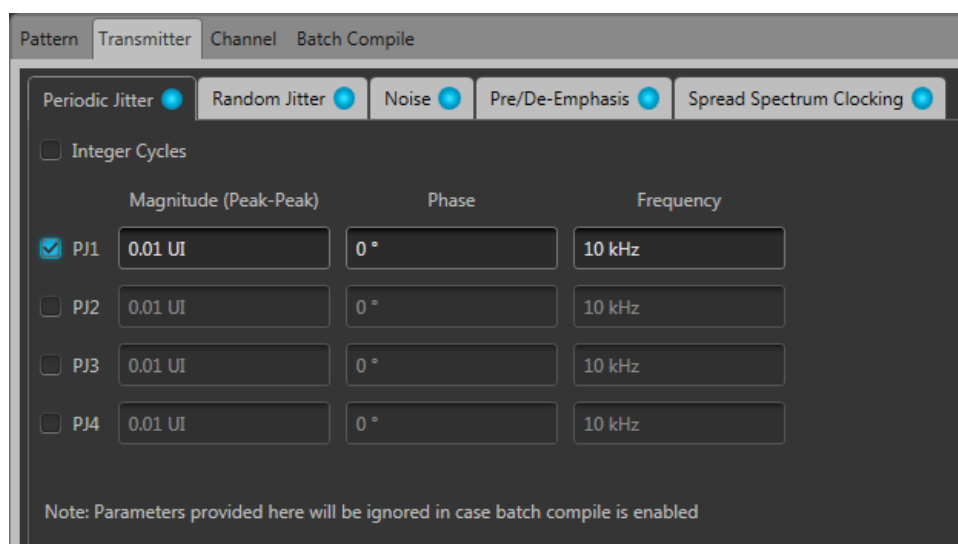 Pattern Transmitter Channel Batch Compile
Periodic Jitter Random Jitter Noise Pre/De-Emphasis Spread Spectrum Clocking
Integer Cycles
Magnitude (Peak-Peak) Phase Frequency
PJ1 0.01 UI 0 ° 10 kHz
PJ2 0.01 UI 0 ° 10 kHz
PJ3 0.01 UI 0 ° 10 kHz
PJ4 0.01 UI 0 ° 10 kHz
Note: Parameters provided here will be ignored in case batch compile is enabled